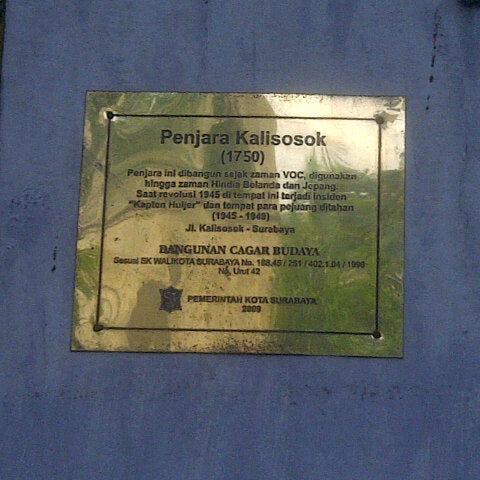 Penjara Kalisosok
(1750)
Penjara ini dibangun sejak zaman VOC, digunakan
hingga zaman Hindia Belanda dan Jepang.
Saat revolusi 1945 di tempat ini terjadi insiden
"Kapten Huijer" dan tempat para pejuang ditahan
(1945 - 1949)
Jl. Kalisosok - Surabaya
BANGUNAN CAGAR BUDAYA
Sesuai SK WALIKOTA SURABAYA No. 188.45 / 251 / 402.1.04 / 1996
No. Urut 42
PEMERINTAH KOTA SURABAYA
2009